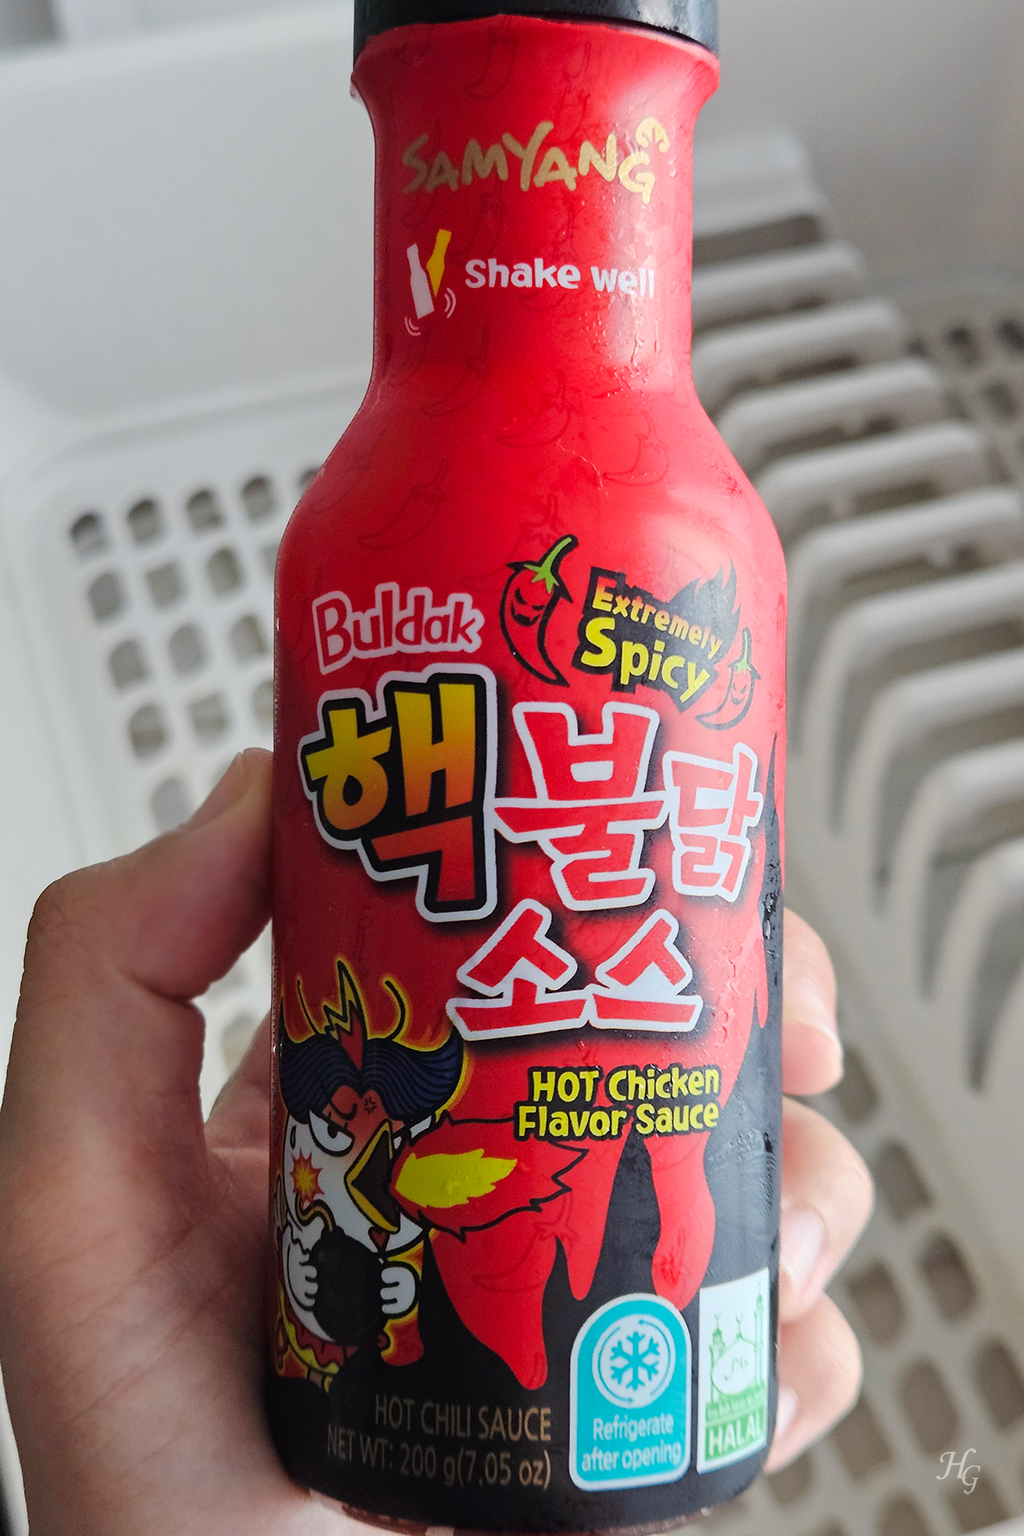 SAMYANG
Shake well
Buldak
Extremely
Spicy
핵불닭
소스
HOT Chicken
Flavor Sauce
HOT CHILI SAUCE
NET WT: 200 g(7.05 oz)
Refrigerate
after opening
HALAL
HG